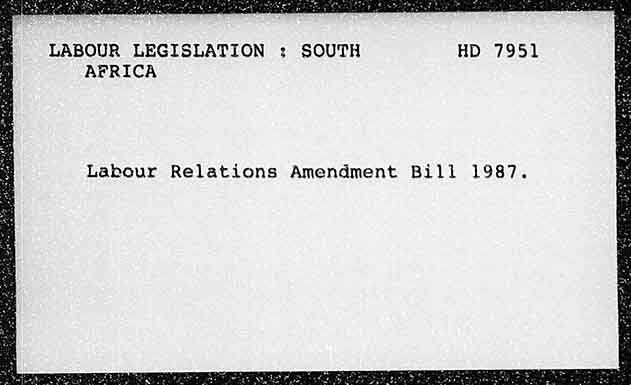 LABOUR LEGISLATION : SOUTH HD 7951
AFRICA
Labour Relations Amendment Bill 1987.